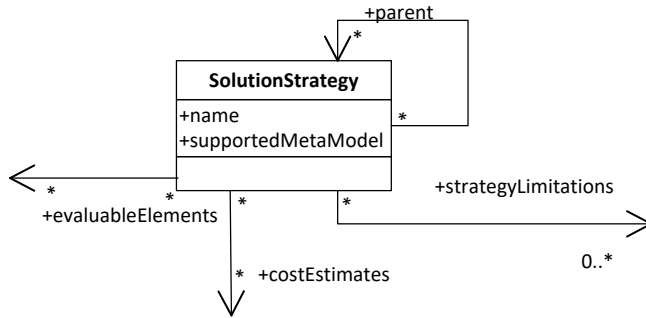 +parent
*
SolutionStrategy
+name
+supportedMetaModel
*
*
*
+evaluableElements
*
*
+strategyLimitations
0..*
*
+costEstimates